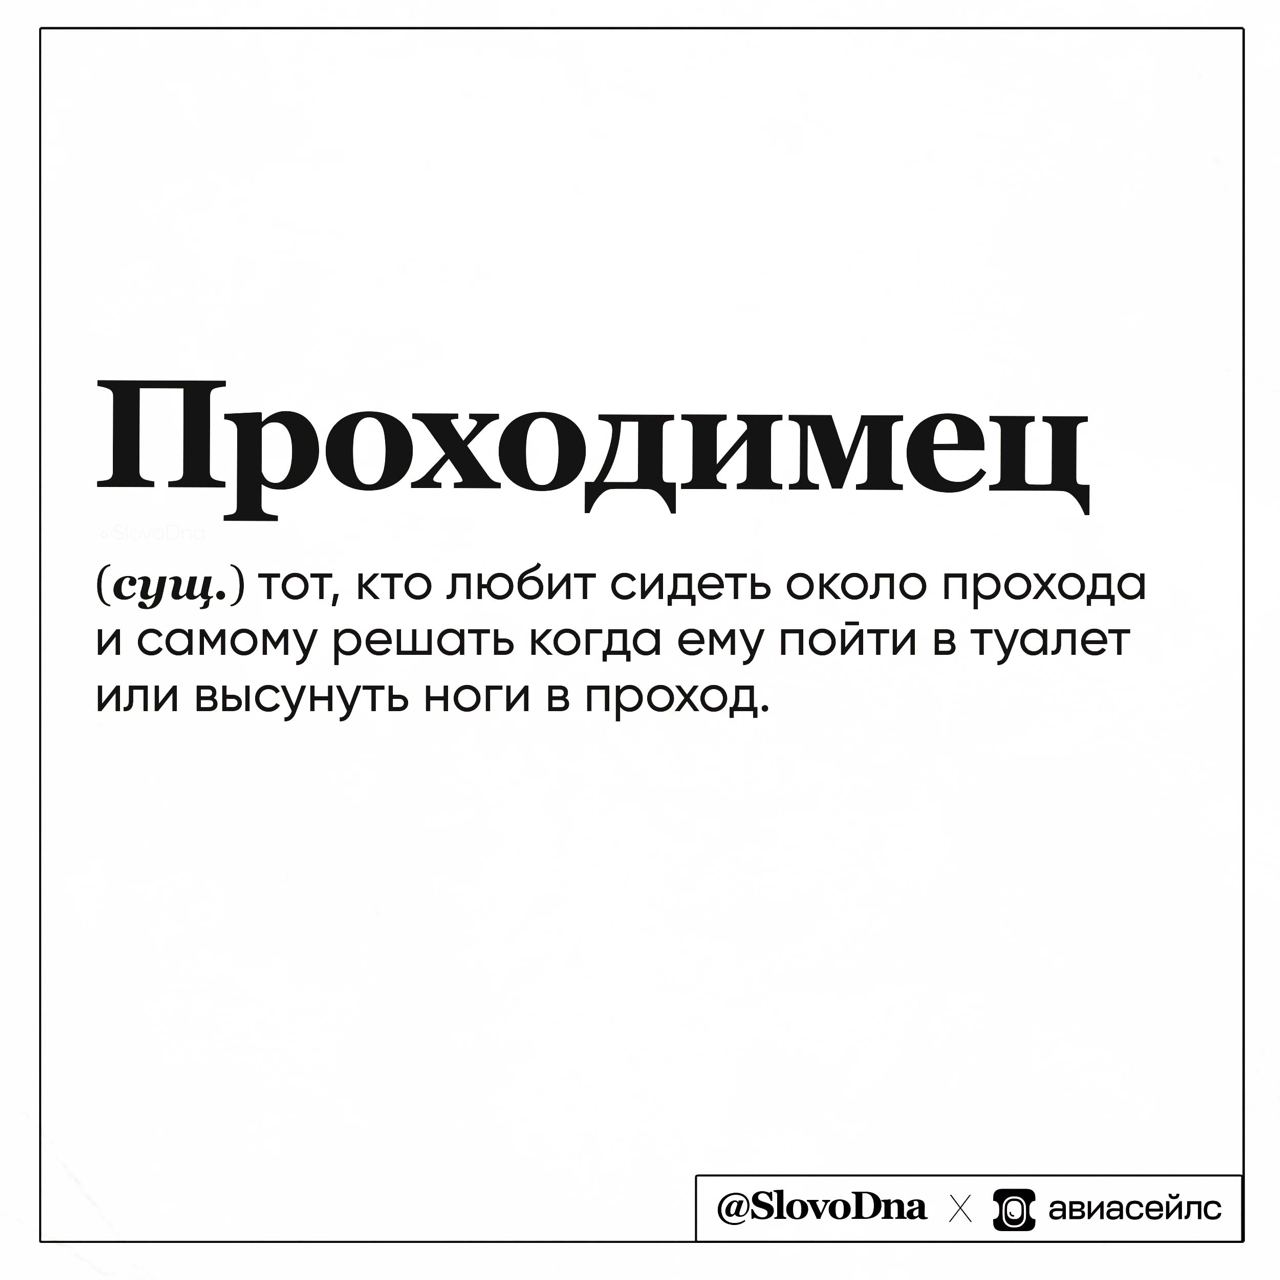 Проходимец
@SlovoDna
(сущ.) тот, кто любит сидеть около прохода
и самому решать когда ему пойти в туалет
или высунуть ноги в проход.
@SlovoDna X авиасейлс